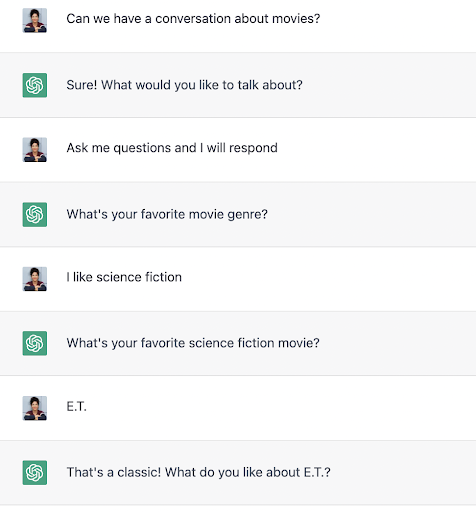 Can we have a conversation about movies?
Sure! What would you like to talk about?
Ask me questions and I will respond
What's your favorite movie genre?
I like science fiction
What's your favorite science fiction movie?
E.T.
That's a classic! What do you like about E.T.?